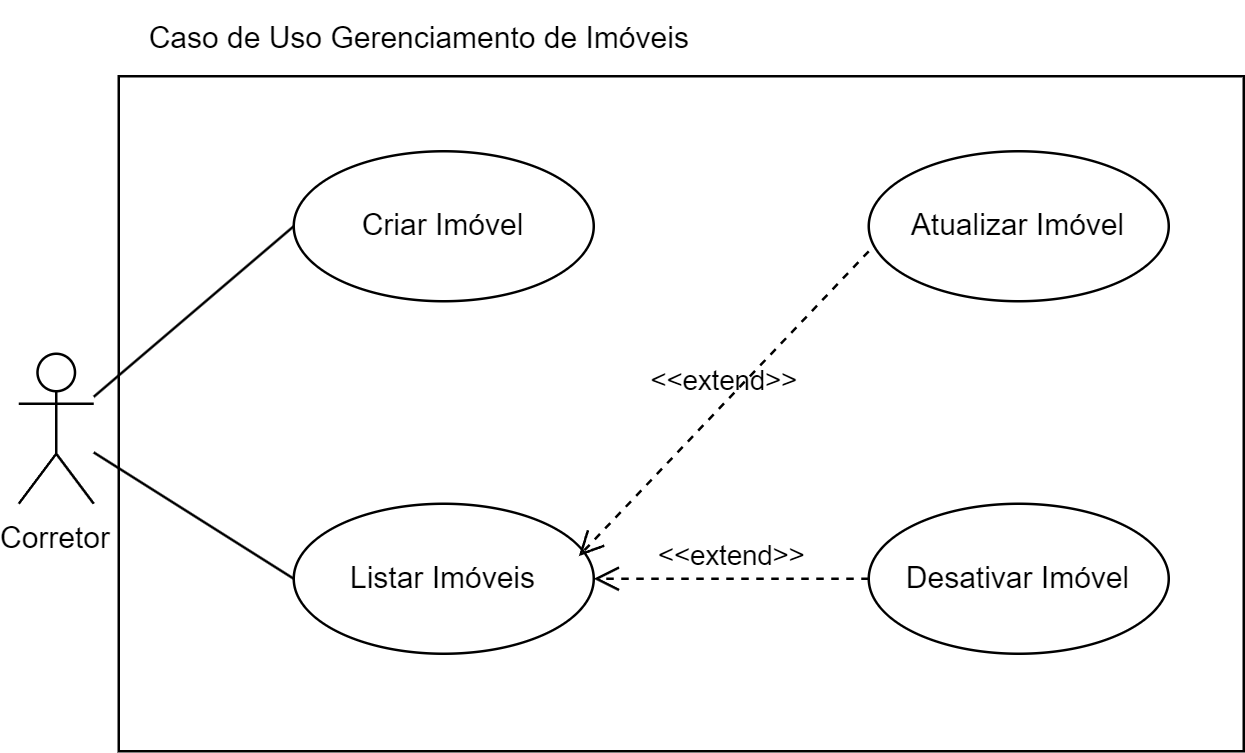 Caso de Uso Gerenciamento de Imóveis
Criar Imóvel
Atualizar Imóvel
<<extend>>
Corretor
Listar Imóveis
<<extend>>
Desativar Imóvel